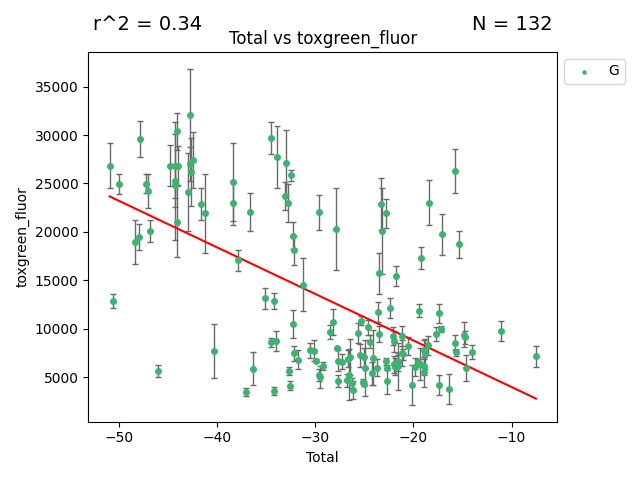 r^2 = 0.34
N = 132
Total vs toxgreen_fluor
G
35000
30000
25000
20000
15000
10000
5000
toxgreen_fluor
−50
−40
−30
−20
−10
Total